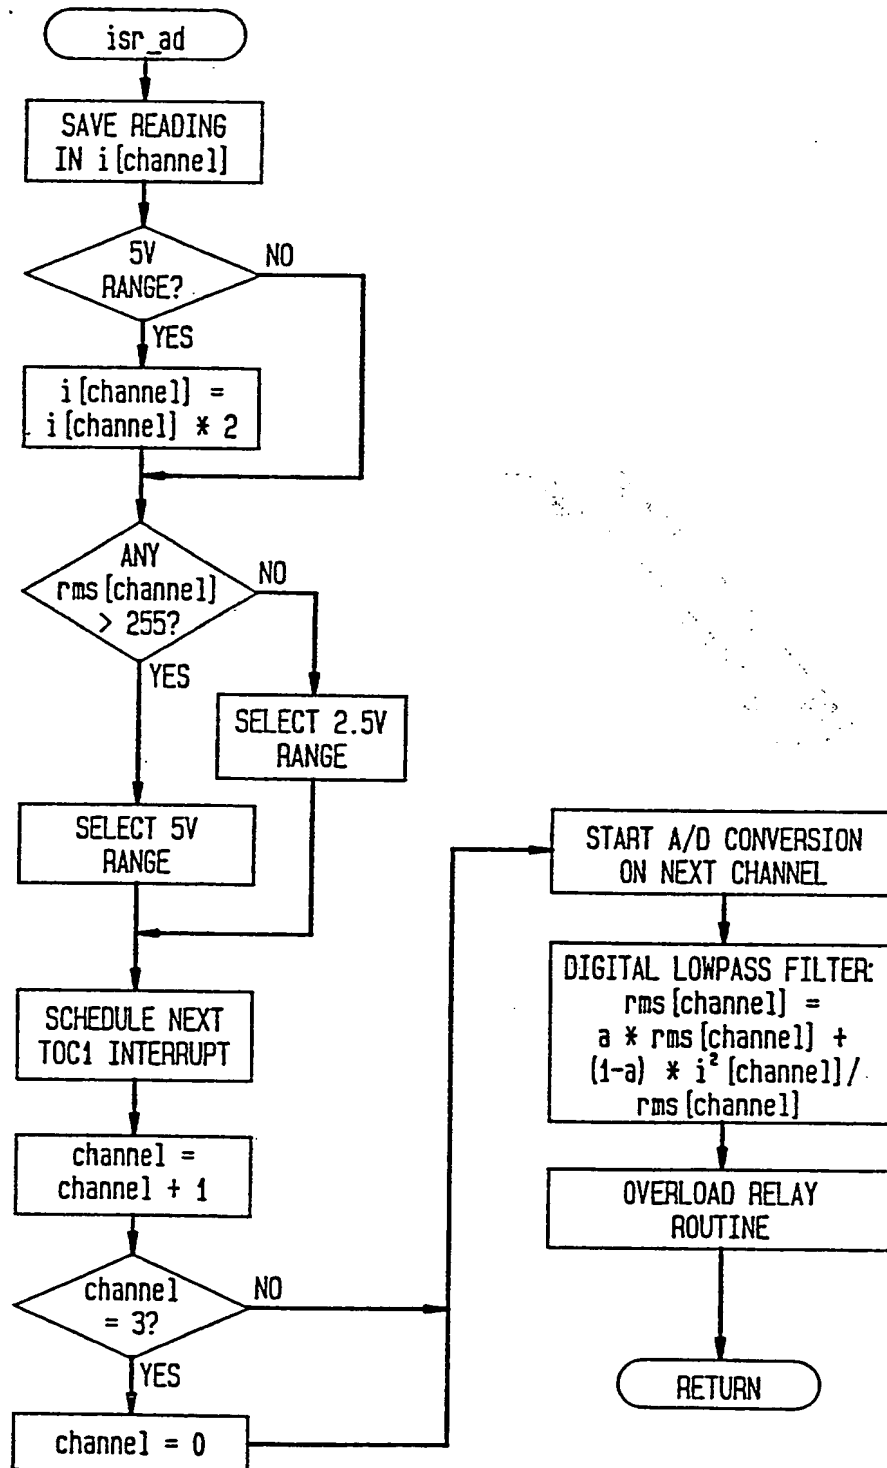 isr_ad
SAVE READING
IN i[channel]
5V
RANGE?
NO
YES
i[channel] =
i[channel] * 2
ANY
rms[channel]
> 255?
NO
YES
SELECT 2.5V
RANGE
SELECT 5V
RANGE
SCHEDULE NEXT
TOC1 INTERRUPT
channel =
channel + 1
channel
= 3?
NO
YES
channel = 0
START A/D CONVERSION
ON NEXT CHANNEL
DIGITAL LOWPASS FILTER:
rms[channel] =
a * rms[channel] +
(1-a) * i²[channel]/
rms[channel]
OVERLOAD RELAY
ROUTINE
RETURN